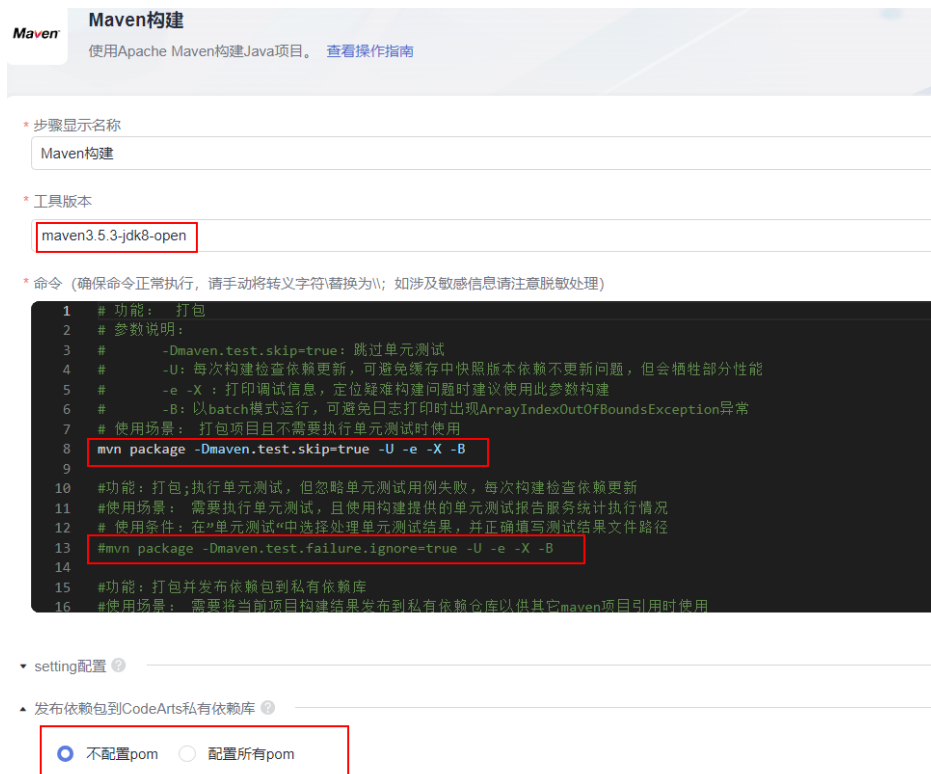 Maven构建
Maven
使用Apache Maven构建Java项目。 查看操作指南
* 步骤显示名称
Maven构建
* 工具版本
maven3.5.3-jdk8-open
* 命令（确保命令正常执行，请手动将转义字符\替换为\\；如涉及敏感信息请注意脱敏处理）
1 # 功能： 打包
2 # 参数说明：
3 # -Dmaven.test.skip=true：跳过单元测试
4 # -U：每次构建检查依赖更新，可避免缓存中快照版本依赖不更新问题，但会牺牲部分性能
5 # -e -X ：打印调试信息，定位疑难构建问题时建议使用此参数构建
6 # -B：以batch模式运行，可避免日志打印时出现ArrayIndexOutOfBoundsException异常
7 # 使用场景： 打包项目且不需要执行单元测试时使用
8 mvn package -Dmaven.test.skip=true -U -e -X -B
9
10 #功能：打包;执行单元测试，但忽略单元测试用例失败，每次构建检查依赖更新
11 #使用场景： 需要执行单元测试，且使用构建提供的单元测试报告服务统计执行情况
12 # 使用条件：在”单元测试“中选择处理单元测试结果，并正确填写测试结果文件路径
13 #mvn package -Dmaven.test.failure.ignore=true -U -e -X -B
14
15 #功能：打包并发布依赖包到私有依赖库
16 #使用场景： 需要将当前项目构建结果发布到私有依赖仓库以供其它maven项目引用时使用
setting配置 ?
发布依赖包到CodeArts私有依赖库 ?
不配置pom 配置所有pom